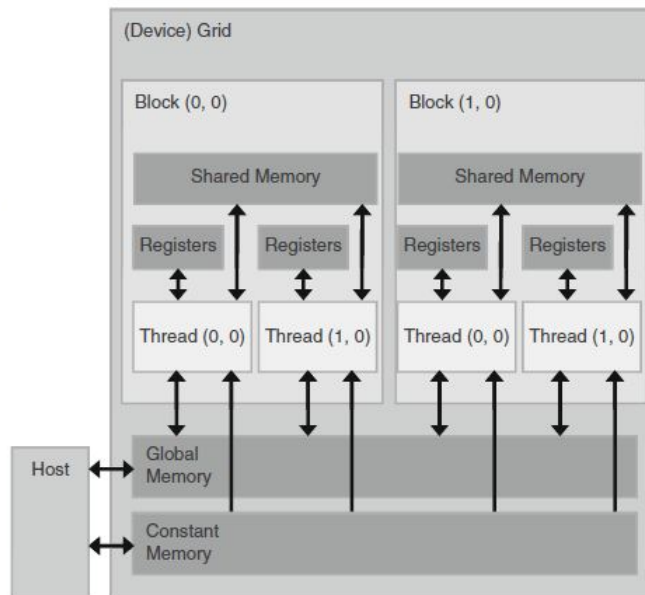 (Device) Grid
Block (0, 0)
Block (1, 0)
Shared Memory
Shared Memory
Registers
Registers
Registers
Registers
Thread (0, 0)
Thread (1, 0)
Thread (0, 0)
Thread (1, 0)
Host
Global
Memory
Constant
Memory